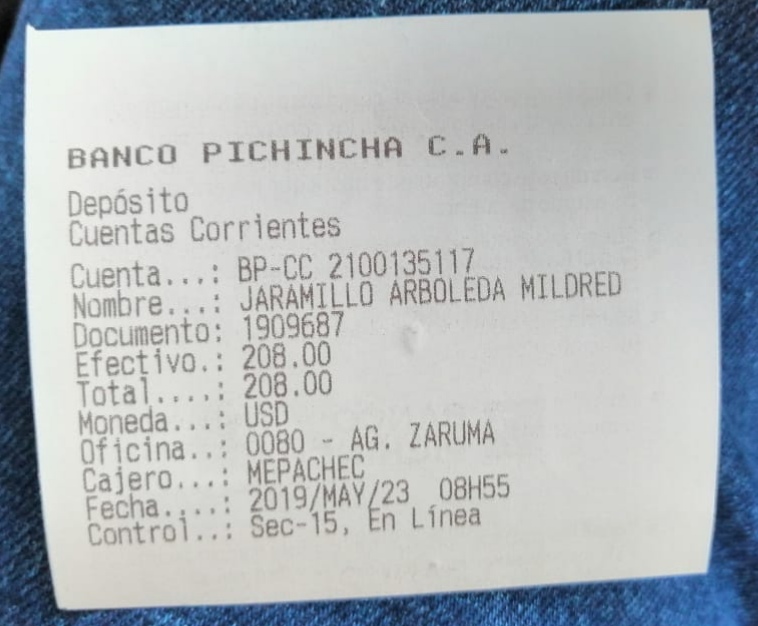 BANCO PICHINCHA C.A.
Depósito
Cuentas Corrientes
Cuenta...: BP-CC 2100135117
Nombre...: JARAMILLO ARBOLEDA MILDRED
Documento: 1909687
Efectivo.: 208.00
Total....: 208.00
Moneda...: USD
Oficina..: 0080 - AG. ZARUMA
Cajero...: MEPACHEC
Fecha....: 2019/MAY/23 08H55
Control..: Sec-15, En Línea